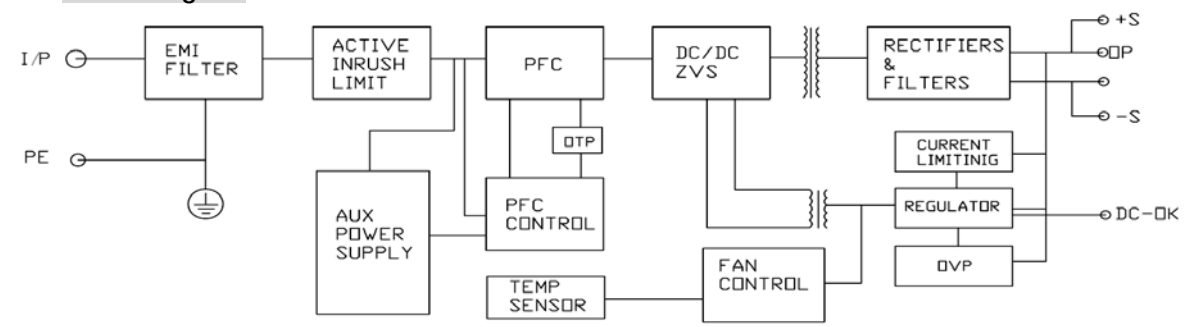 I/P
EMI
FILTER
ACTIVE
INRUSH
LIMIT
PFC
DC/DC
ZVS
RECTIFIERS
&
FILTERS
+S
OP
-S
PE
OTP
CURRENT
LIMITINIG
AUX
POWER
SUPPLY
PFC
CONTROL
REGULATOR
DC-OK
FAN
CONTROL
OVP
TEMP
SENSOR